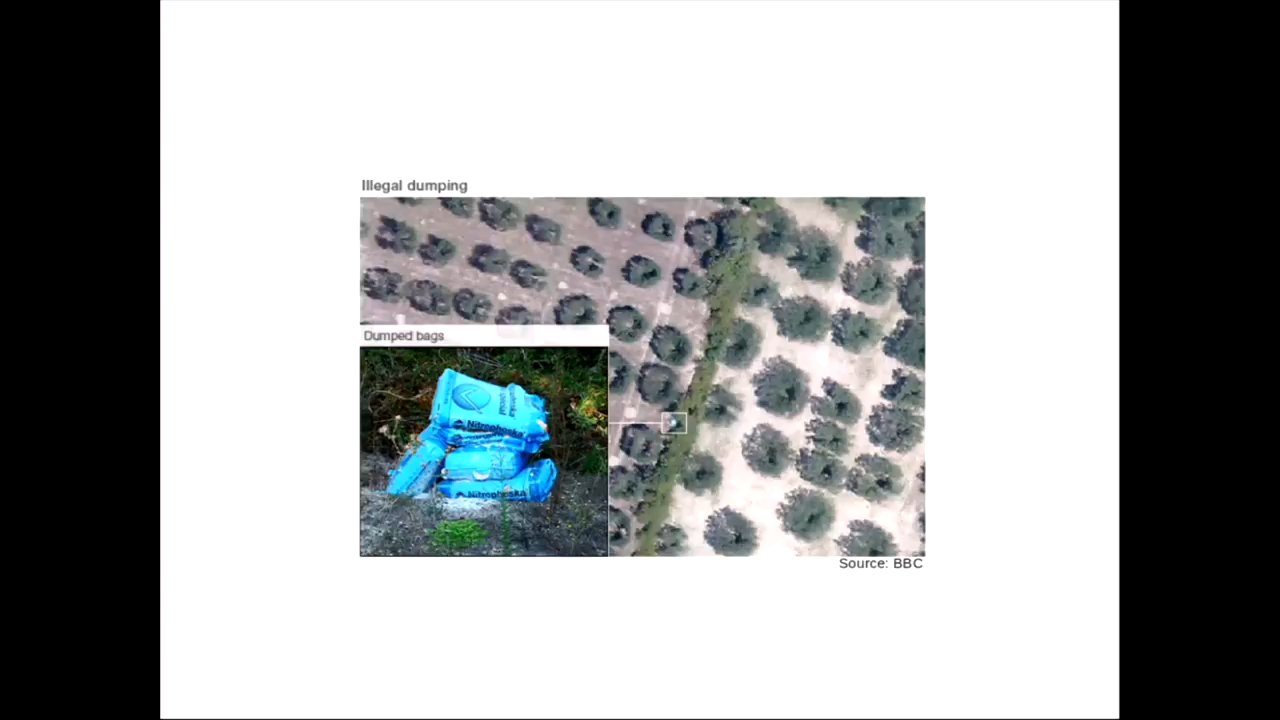 Illegal dumping
Dumped bags
Nitrophoska
Nitrophoska
Source: BBC